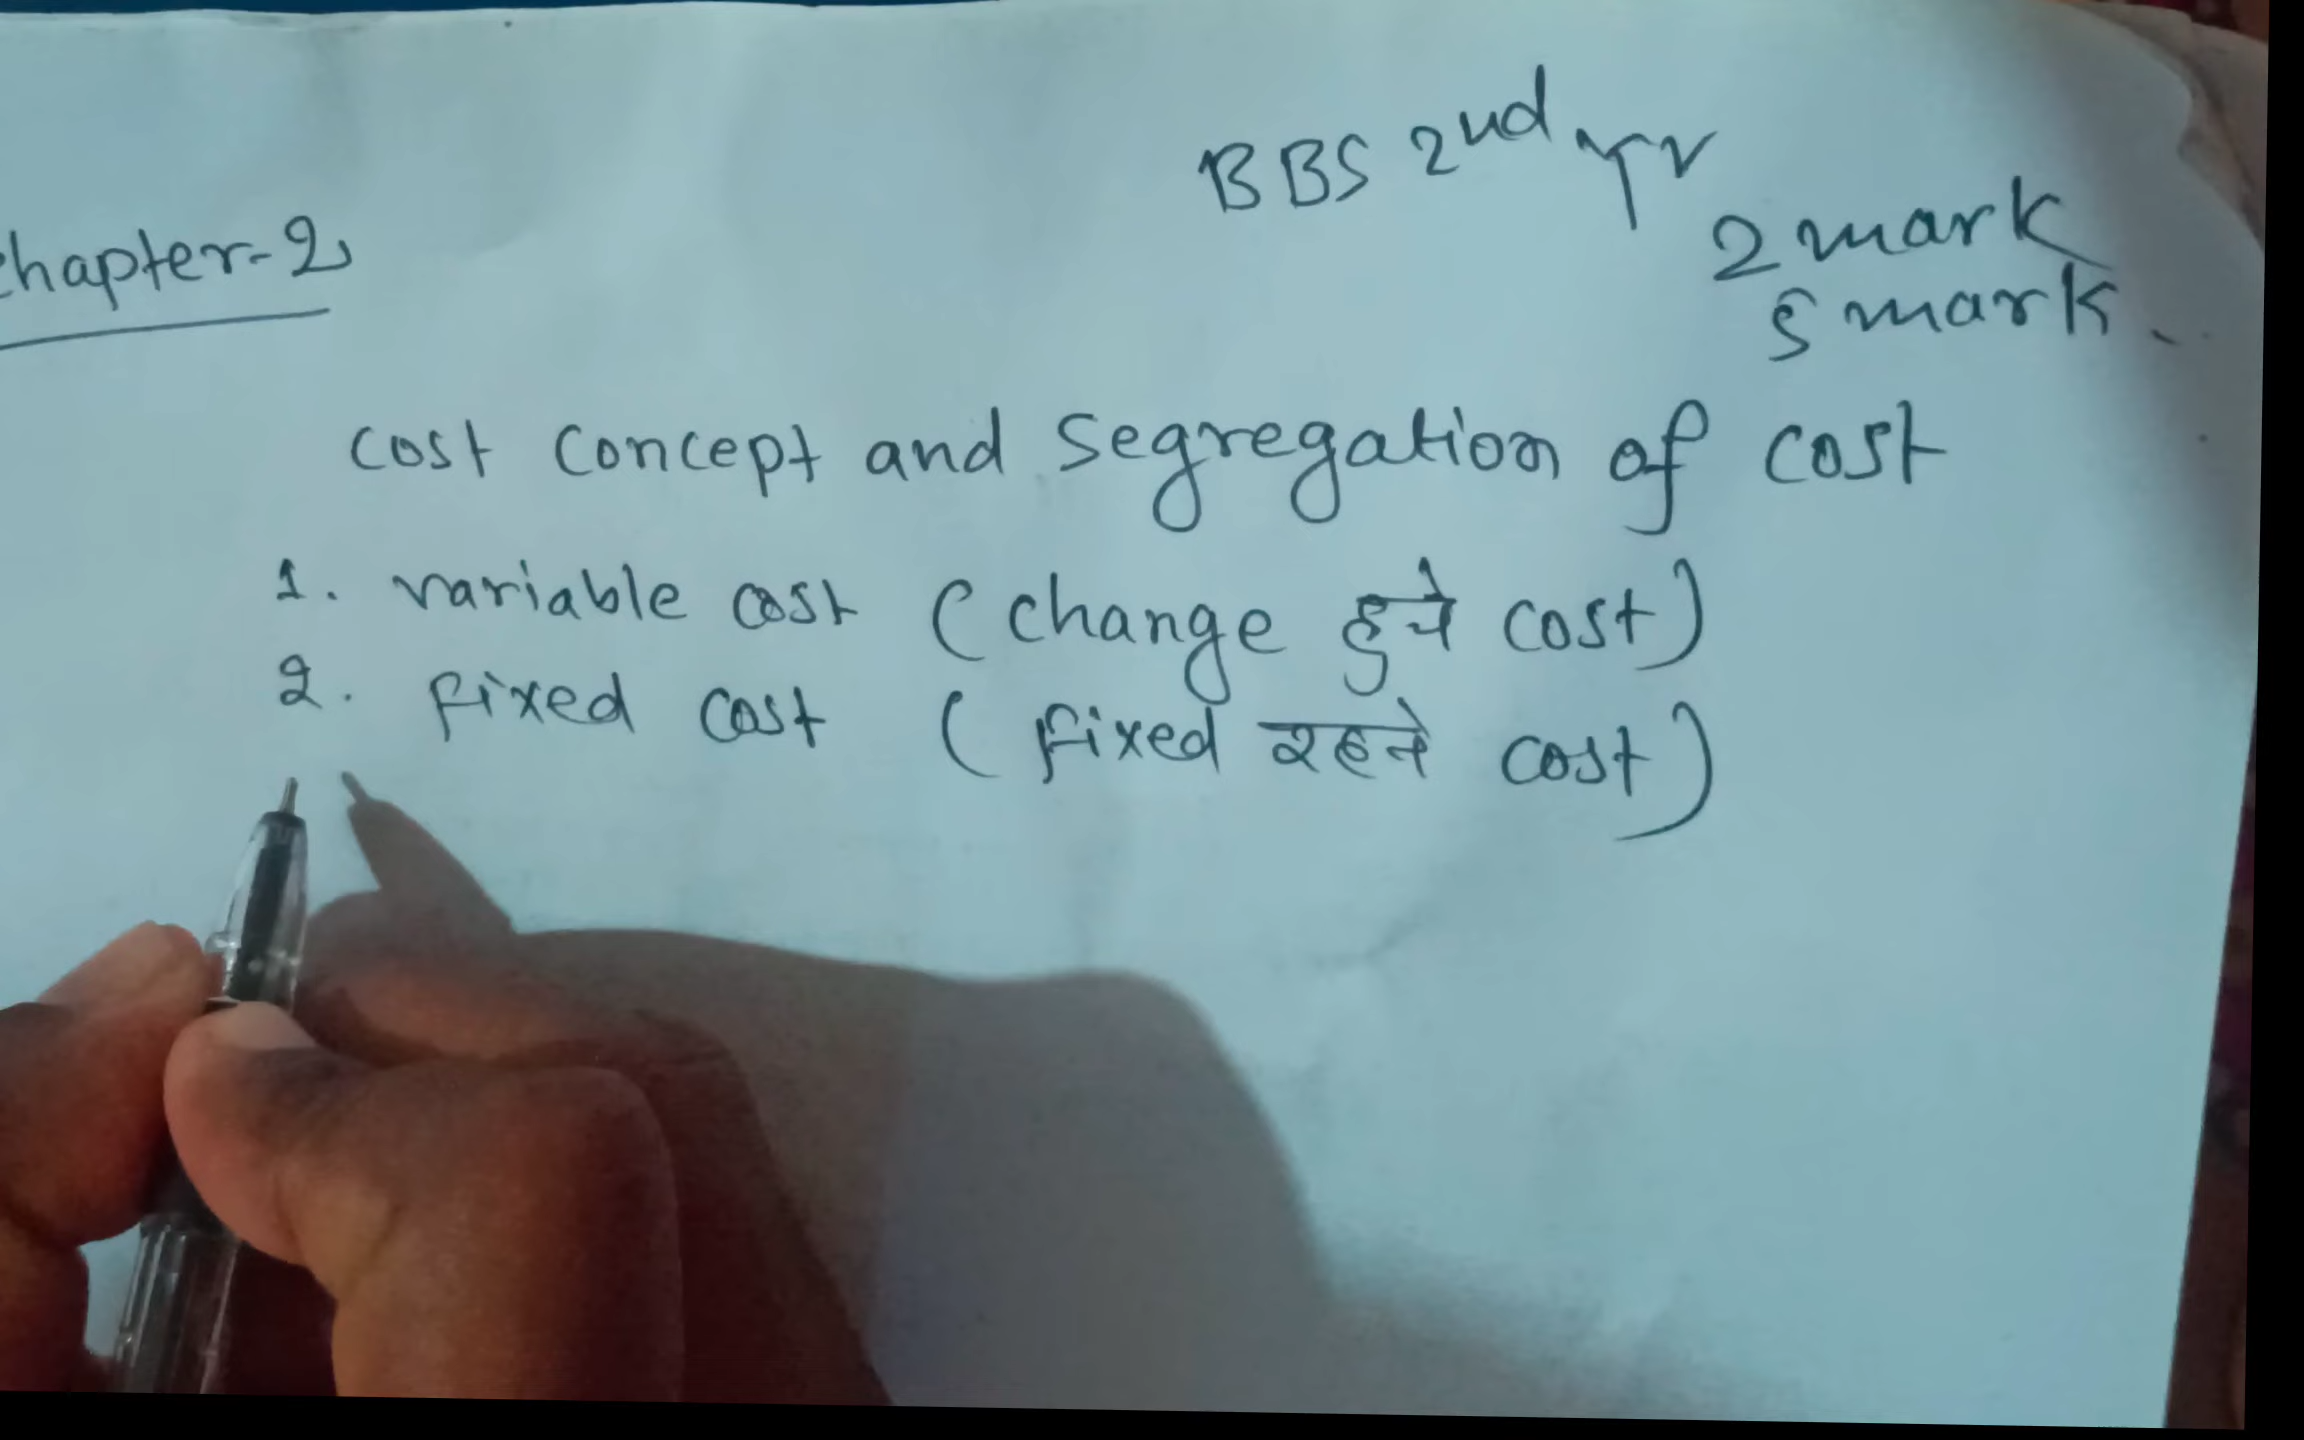 BBS 2nd yr
2 mark
5 mark.
chapter-2
cost concept and segregation of cost
1. variable cost (change हुने cost)
2. fixed cost (fixed रहने cost)